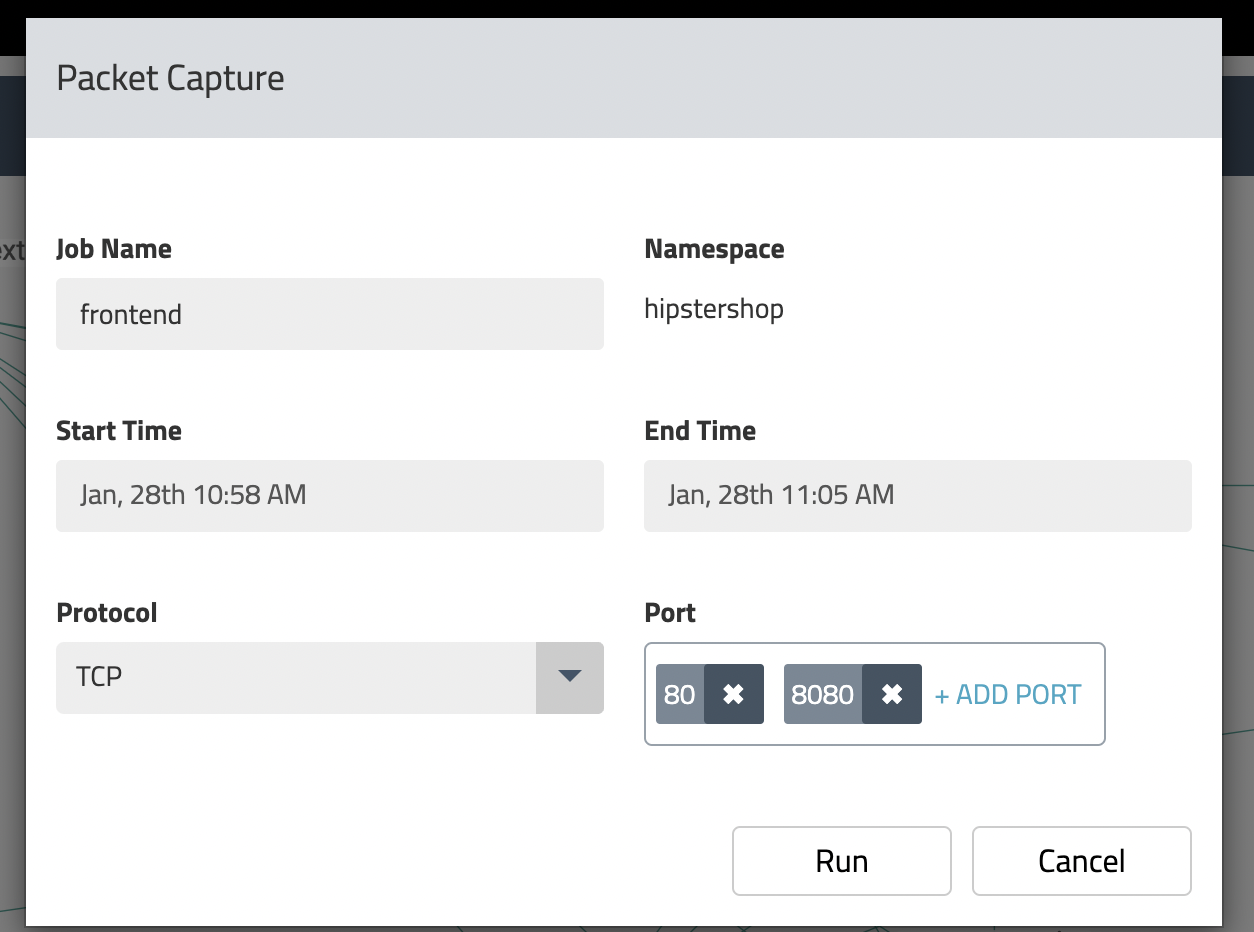 Packet Capture
ext
Job Name
Namespace
frontend
hipstershop
Start Time
End Time
Jan, 28th 10:58 AM
Jan, 28th 11:05 AM
Protocol
Port
TCP
80 ✖ 8080 ✖ + ADD PORT
Run
Cancel